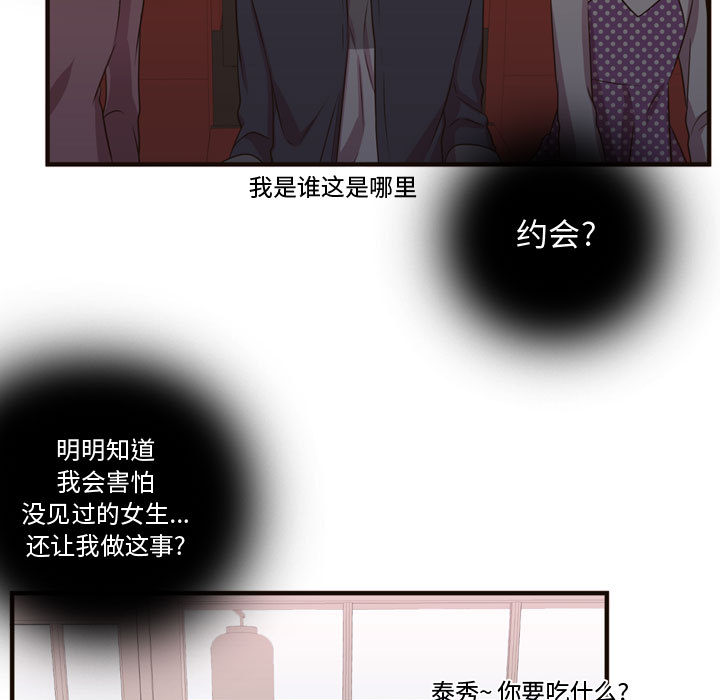 我是谁这是哪里
约会?
明明知道
我会害怕
没见过的女生...
还让我做这事?
泰秀~ 你要吃什么?